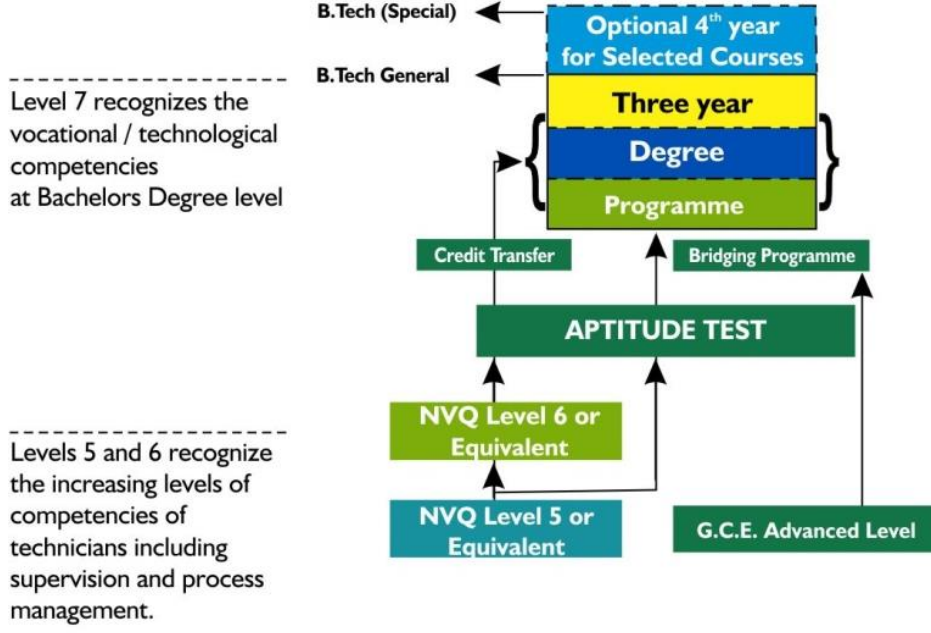 B.Tech (Special)
Optional 4th year
for Selected Courses
B.Tech General
Three year
Degree
Programme
Level 7 recognizes the
vocational / technological
competencies
at Bachelors Degree level
Credit Transfer
Bridging Programme
APTITUDE TEST
NVQ Level 6 or
Equivalent
Levels 5 and 6 recognize
the increasing levels of
competencies of
technicians including
supervision and process
management.
NVQ Level 5 or
Equivalent
G.C.E. Advanced Level